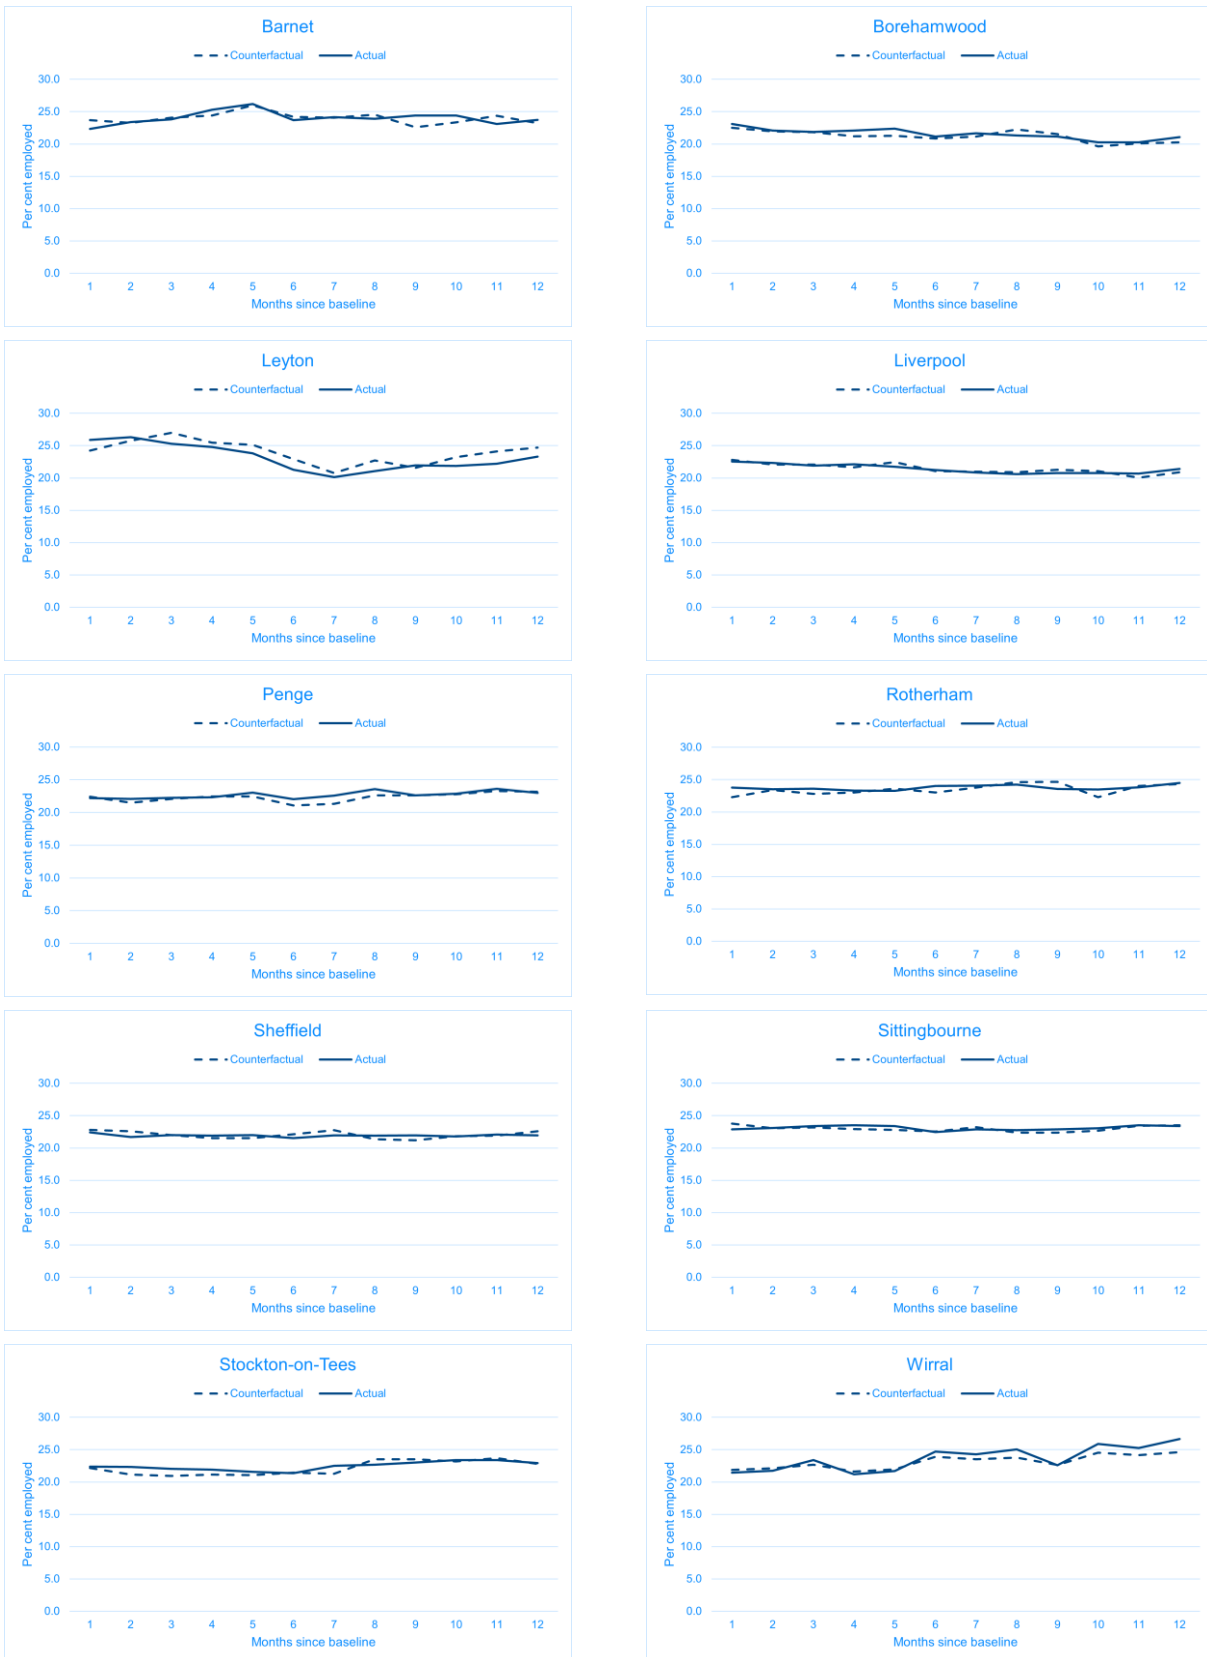 Barnet
Counterfactual Actual
Per cent employed
30.0
25.0
20.0
15.0
10.0
5.0
0.0
1 2 3 4 5 6 7 8 9 10 11 12
Months since baseline
Borehamwood
Counterfactual Actual
Per cent employed
30.0
25.0
20.0
15.0
10.0
5.0
0.0
1 2 3 4 5 6 7 8 9 10 11 12
Months since baseline
Leyton
Counterfactual Actual
Per cent employed
30.0
25.0
20.0
15.0
10.0
5.0
0.0
1 2 3 4 5 6 7 8 9 10 11 12
Months since baseline
Liverpool
Counterfactual Actual
Per cent employed
30.0
25.0
20.0
15.0
10.0
5.0
0.0
1 2 3 4 5 6 7 8 9 10 11 12
Months since baseline
Penge
Counterfactual Actual
Per cent employed
30.0
25.0
20.0
15.0
10.0
5.0
0.0
1 2 3 4 5 6 7 8 9 10 11 12
Months since baseline
Rotherham
Counterfactual Actual
Per cent employed
30.0
25.0
20.0
15.0
10.0
5.0
0.0
1 2 3 4 5 6 7 8 9 10 11 12
Months since baseline
Sheffield
Counterfactual Actual
Per cent employed
30.0
25.0
20.0
15.0
10.0
5.0
0.0
1 2 3 4 5 6 7 8 9 10 11 12
Months since baseline
Sittingbourne
Counterfactual Actual
Per cent employed
30.0
25.0
20.0
15.0
10.0
5.0
0.0
1 2 3 4 5 6 7 8 9 10 11 12
Months since baseline
Stockton-on-Tees
Counterfactual Actual
Per cent employed
30.0
25.0
20.0
15.0
10.0
5.0
0.0
1 2 3 4 5 6 7 8 9 10 11 12
Months since baseline
Wirral
Counterfactual Actual
Per cent employed
30.0
25.0
20.0
15.0
10.0
5.0
0.0
1 2 3 4 5 6 7 8 9 10 11 12
Months since baseline